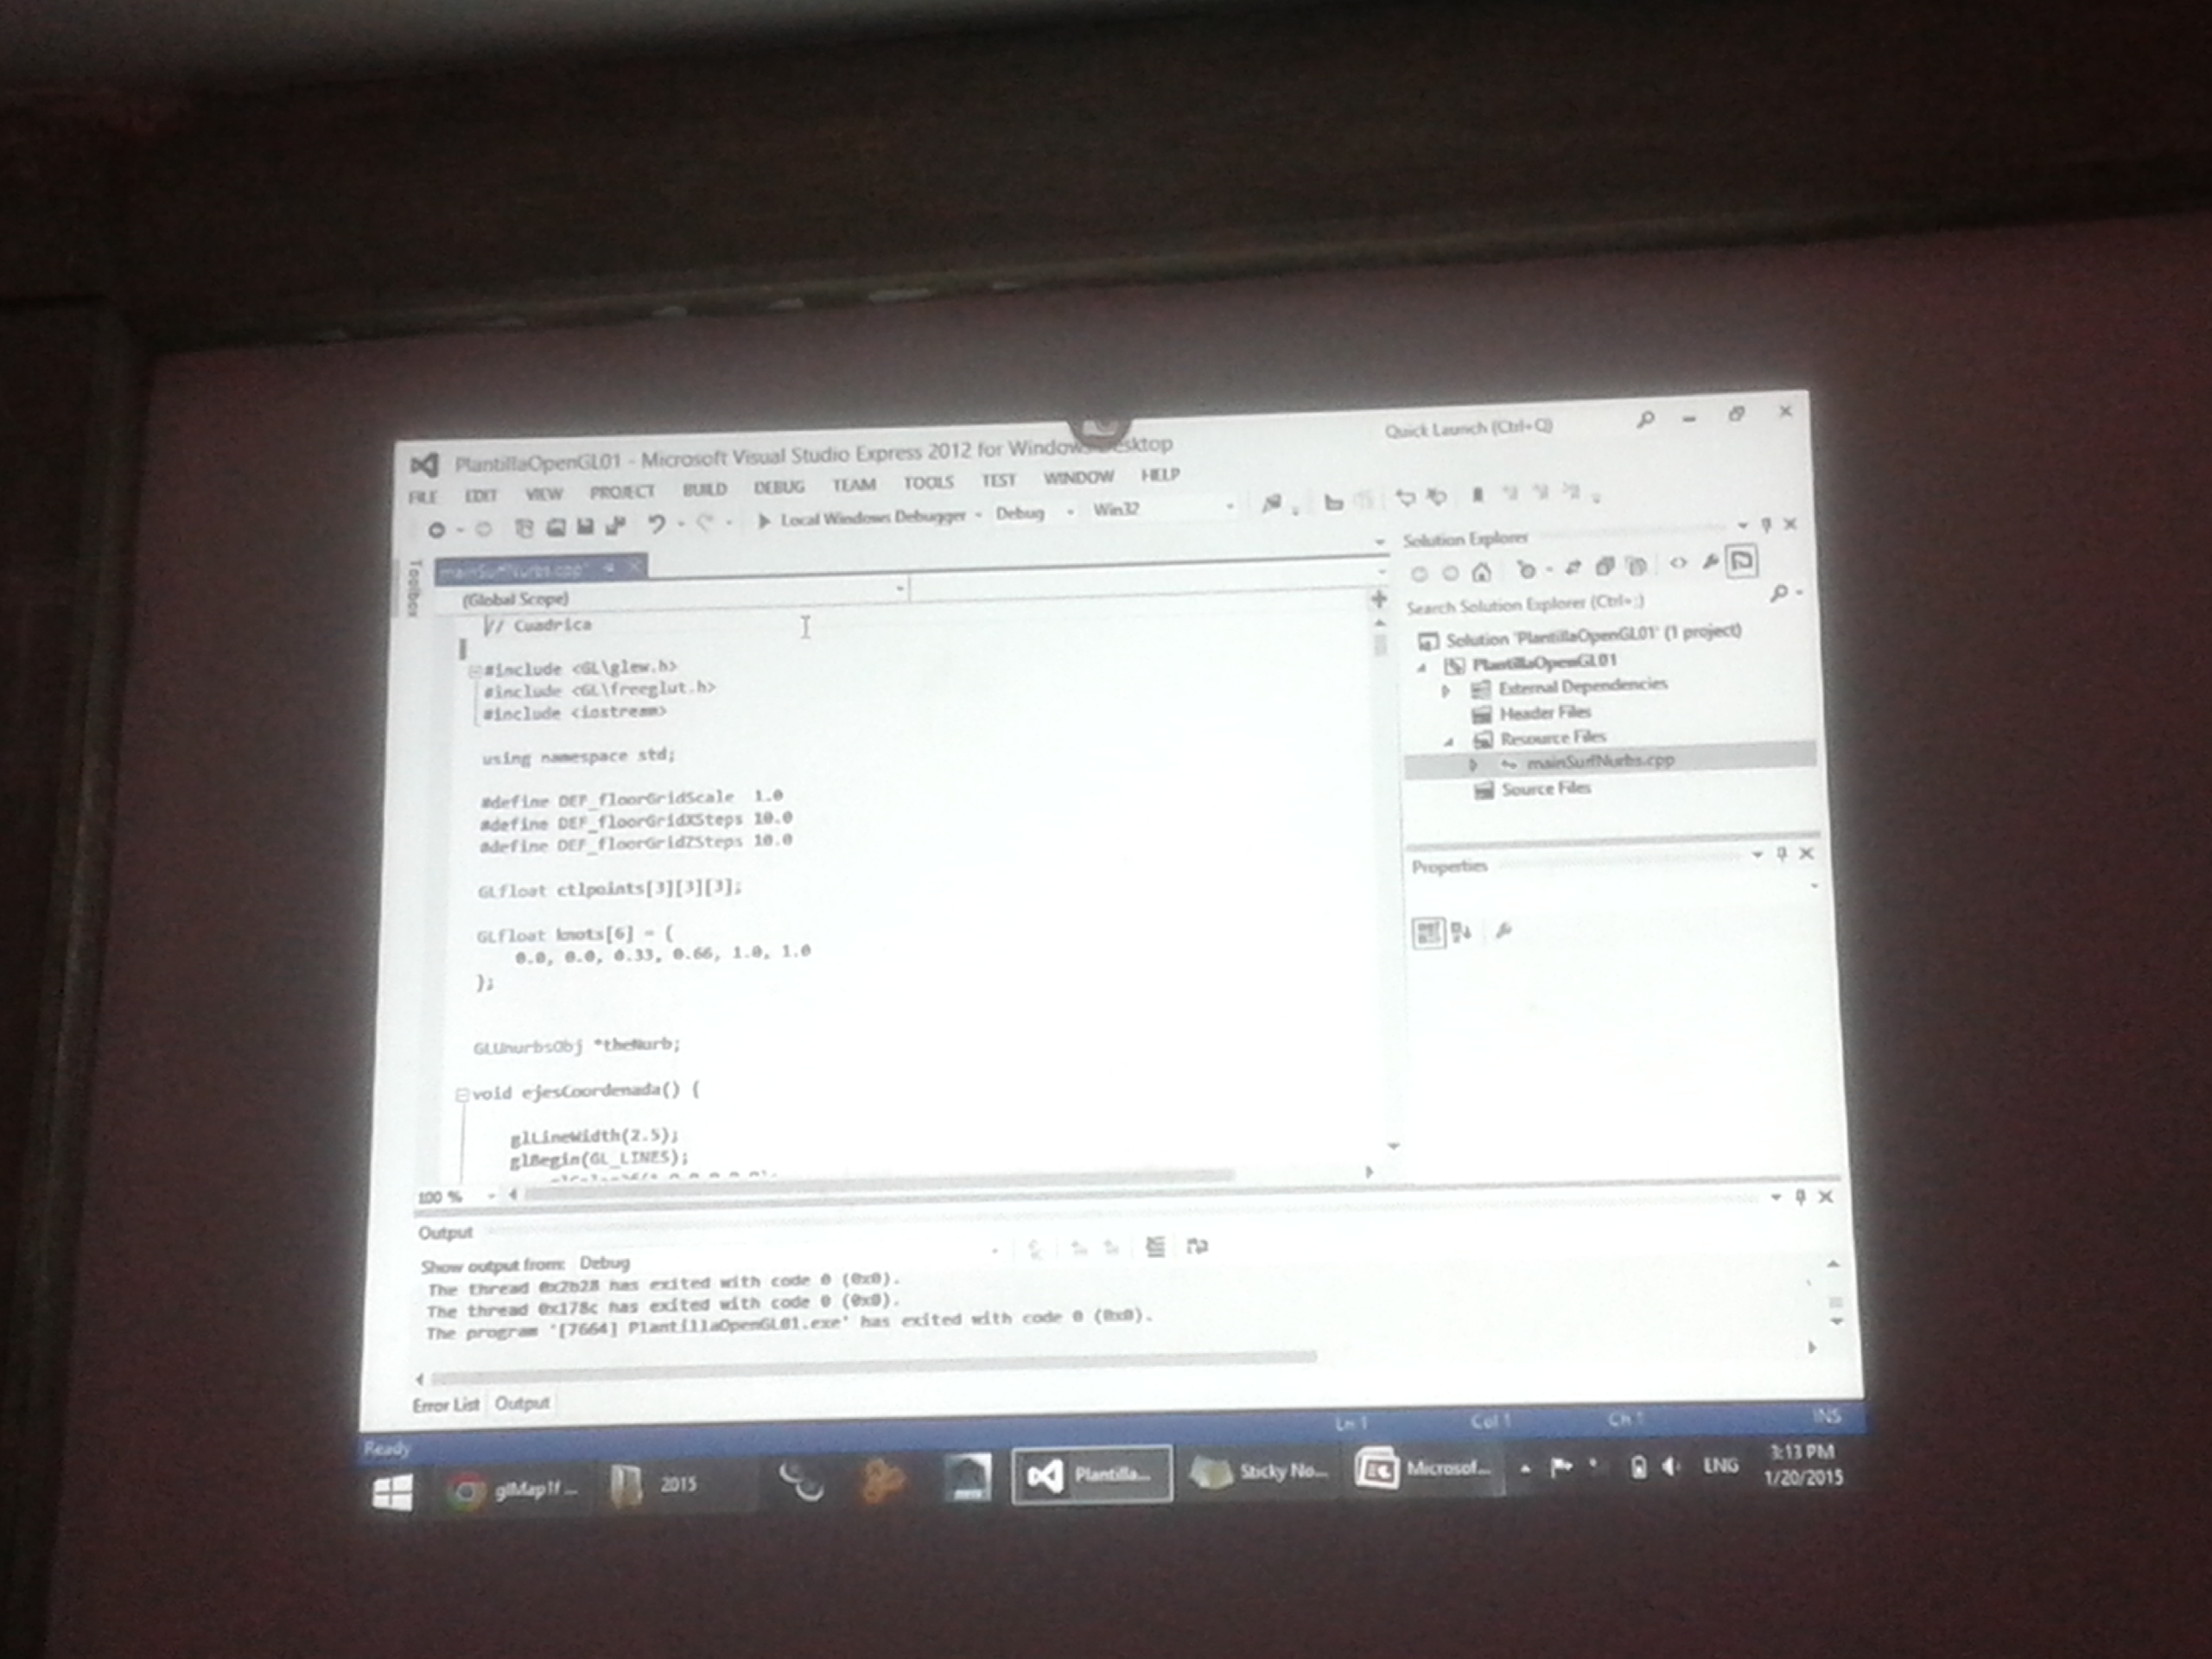 PlantillaOpenGL01 - Microsoft Visual Studio Express 2012 for Windows Desktop
Quick Launch (Ctrl+Q)
FILE EDIT VIEW PROJECT BUILD DEBUG TEAM TOOLS TEST WINDOW HELP
Local Windows Debugger Debug Win32
Toolbox
mainSurfNurbs.cpp*
(Global Scope)
// Cuadrica
#include <GL\glew.h>
#include <GL\freeglut.h>
#include <iostream>
using namespace std;
#define DEF_floorGridScale 1.0
#define DEF_floorGridXSteps 10.0
#define DEF_floorGridZSteps 10.0
GLfloat ctlpoints[3][3][3];
GLfloat knots[6] = {
0.0, 0.0, 0.33, 0.66, 1.0, 1.0
};
GLUnurbsObj *theNurb;
void ejesCoordenada() {
glLineWidth(2.5);
glBegin(GL_LINES);
100 %
Solution Explorer
Search Solution Explorer (Ctrl+;)
Solution 'PlantillaOpenGL01' (1 project)
PlantillaOpenGL01
External Dependencies
Header Files
Resource Files
mainSurfNurbs.cpp
Source Files
Properties
Output
Show output from: Debug
The thread 0x2b28 has exited with code 0 (0x0).
The thread 0x178c has exited with code 0 (0x0).
The program '[7664] PlantillaOpenGL01.exe' has exited with code 0 (0x0).
Error List Output
Ready Ln 1 Col 1 Ch 1 INS
glMap1f ... 2015 Plantilla... Sticky No... Microsof... ENG 3:13 PM
1/20/2015